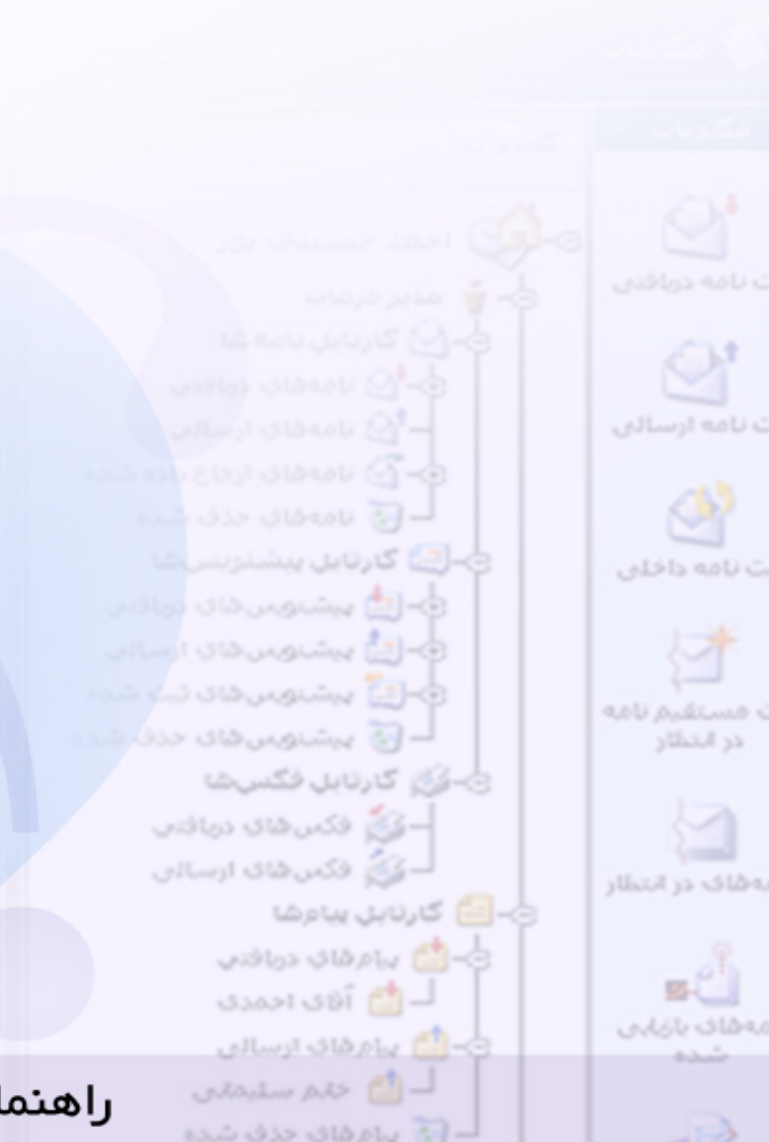 مکتوبات
احمد جمشیدی پور
مدیر درمان
کارتابل نامه‌ها
نامه‌های دریافتی
نامه‌های ارسالی
نامه‌های ارجاع داده شده
نامه‌های حذف شده
کارتابل پیشنویس‌ها
پیشنویس‌های دریافتی
پیشنویس‌های ارسالی
پیشنویس‌های ثبت شده
پیشنویس‌های حذف شده
کارتابل فکس‌ها
فکس‌های دریافتی
فکس‌های ارسالی
کارتابل پیام‌ها
پیام‌های دریافتی
آقای احمدی
پیام‌های ارسالی
خانم سلیمانی
پیام‌های حذف شده
ت نامه دریافتی
ت نامه ارسالی
ت نامه داخلی
ت مستقیم نامه
در انتظار
مه‌های در انتظار
مه‌های بازیابی
شده
راهنما